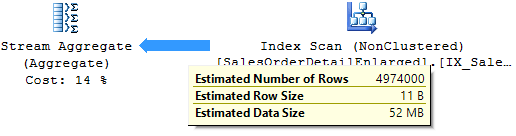 Stream Aggregate
(Aggregate)
Cost: 14 %
Index Scan (NonClustered)
[SalesOrderDetailEnlarged].[IX_Sale…
Estimated Number of Rows 4974000
Estimated Row Size 11 B
Estimated Data Size 52 MB